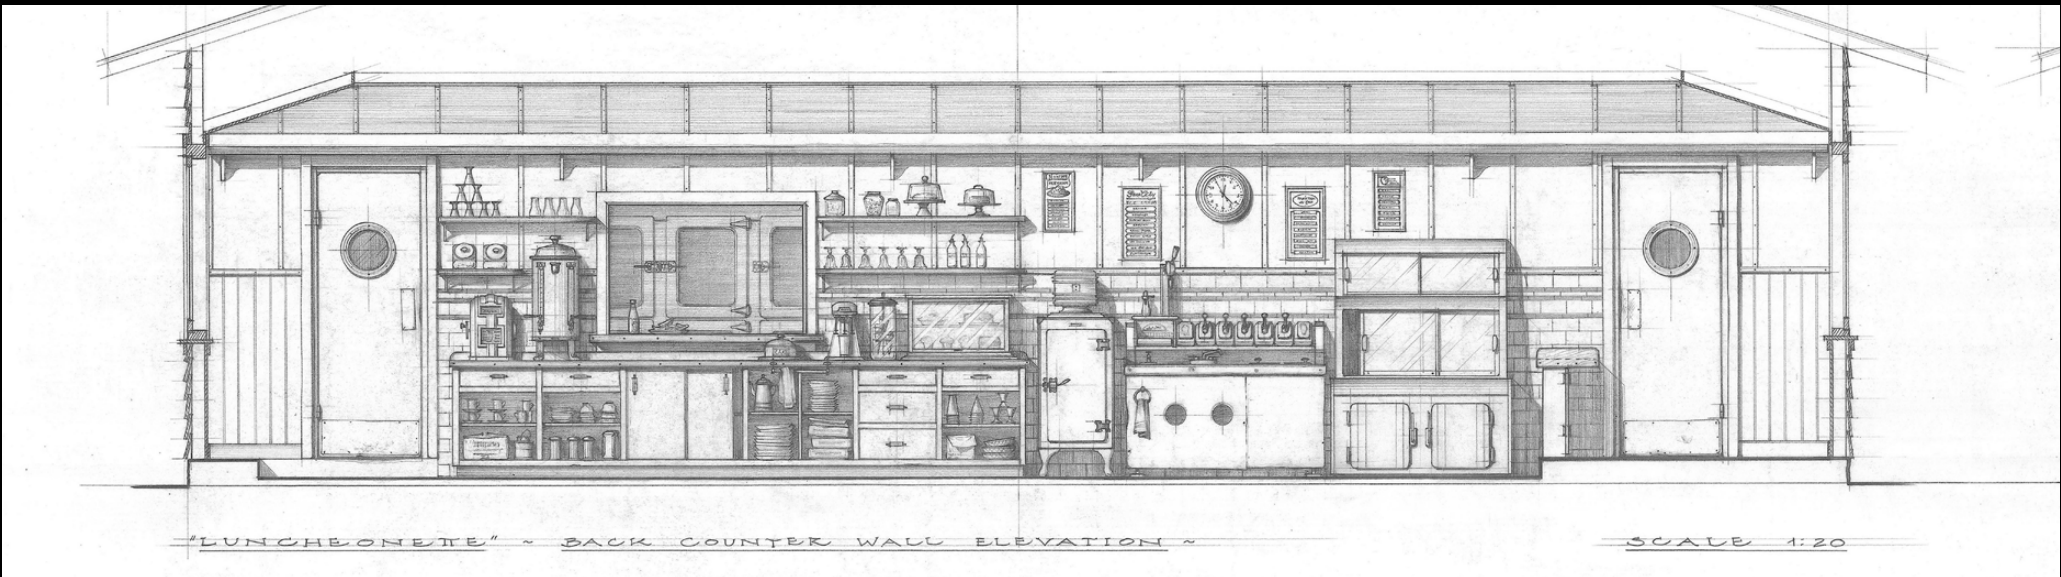 "LUNCHEONETTE" ~ BACK COUNTER WALL ELEVATION ~
SCALE 1:20